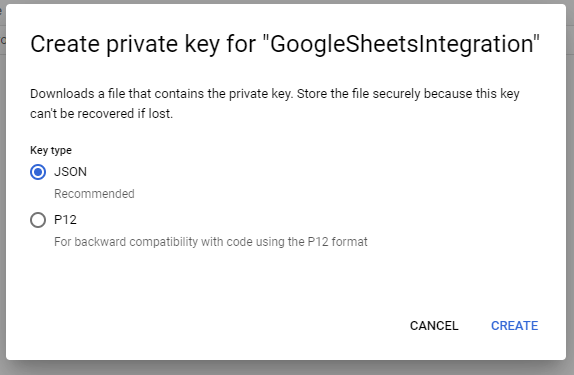 Create private key for "GoogleSheetsIntegration"
Downloads a file that contains the private key. Store the file securely because this key
can't be recovered if lost.
Key type
JSON
Recommended
P12
For backward compatibility with code using the P12 format
CANCEL CREATE